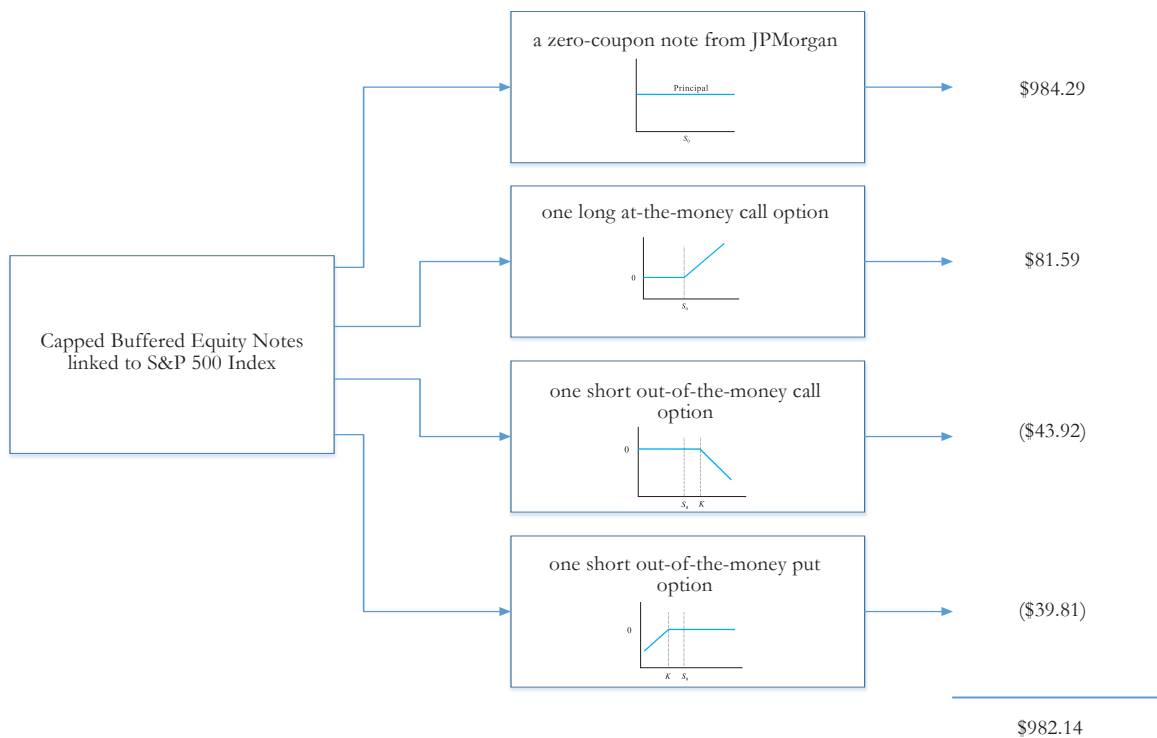 Capped Buffered Equity Notes
linked to S&P 500 Index
a zero-coupon note from JPMorgan
Principal
S₀
$984.29
one long at-the-money call option
0
S₀
$81.59
one short out-of-the-money call
option
0
S₀ K
($43.92)
one short out-of-the-money put
option
0
K S₀
($39.81)
$982.14